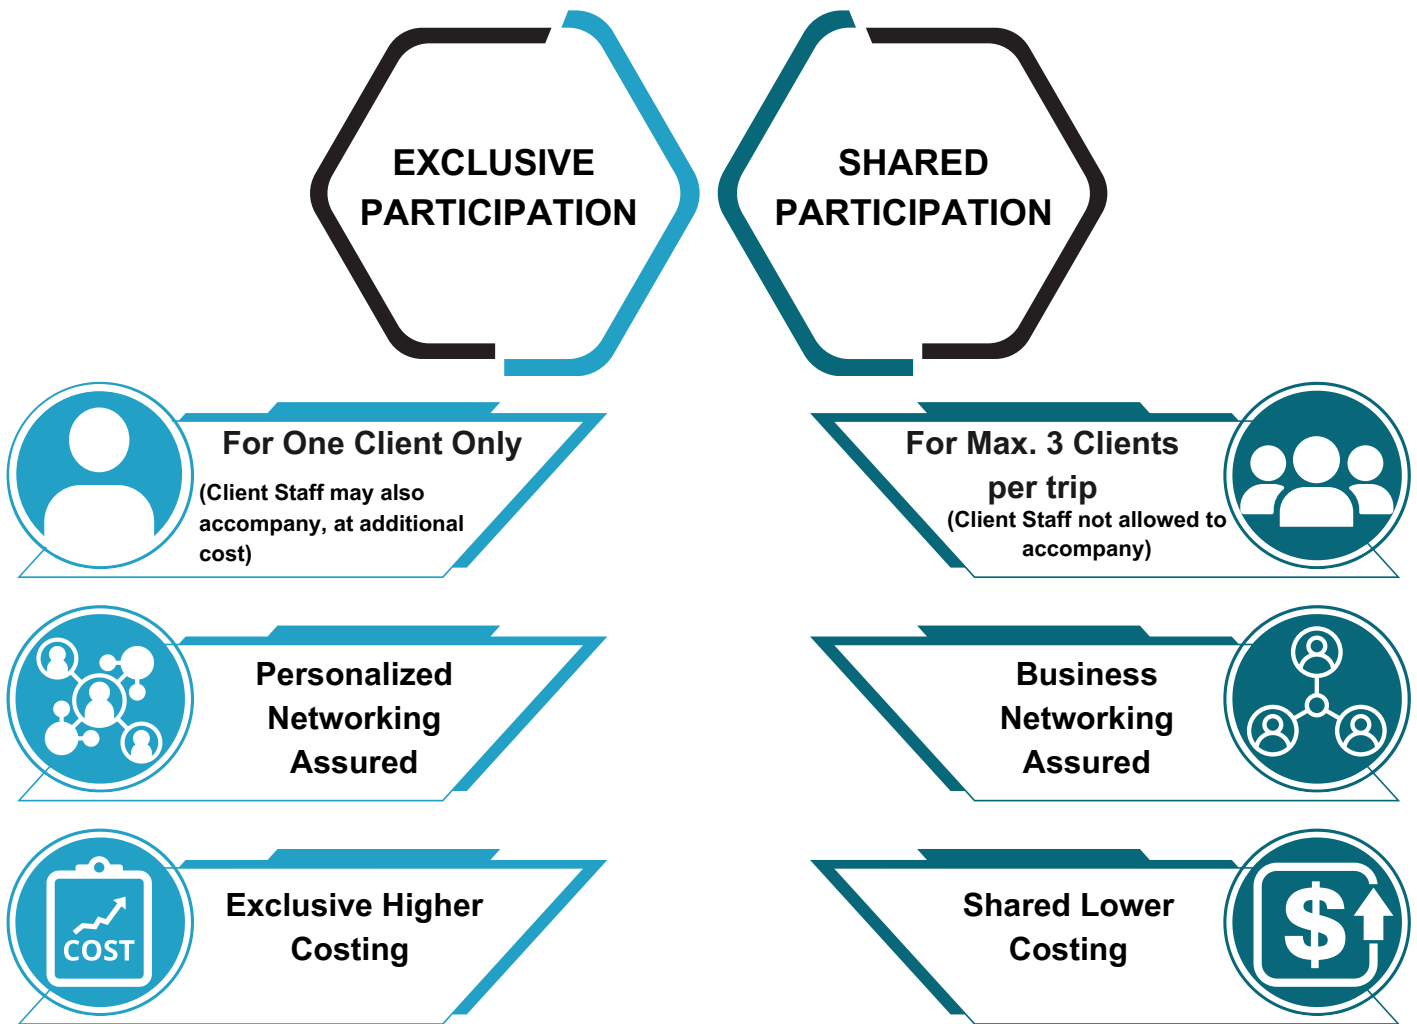 EXCLUSIVE
PARTICIPATION
SHARED
PARTICIPATION
For One Client Only
(Client Staff may also
accompany, at additional
cost)
For Max. 3 Clients
per trip
(Client Staff not allowed to
accompany)
Personalized
Networking
Assured
Business
Networking
Assured
COST
Exclusive Higher
Costing
Shared Lower
Costing
$